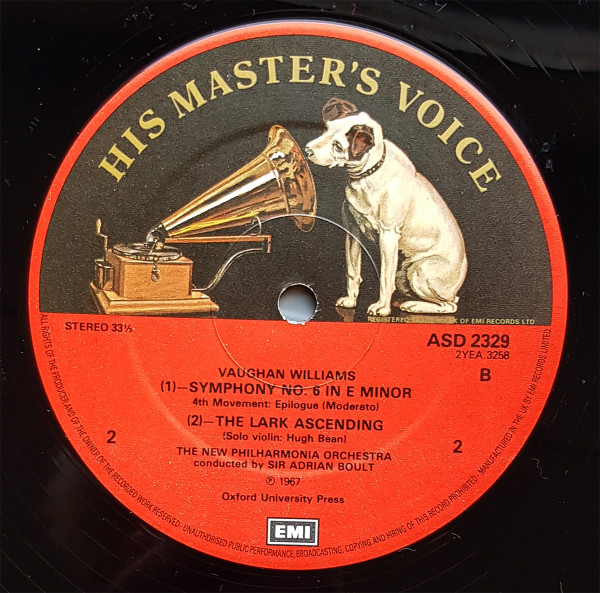 HIS MASTER'S VOICE
REGISTERED TRADE MARK OF EMI RECORDS LTD
STEREO 33⅓
ASD 2329
2YEA.3258
B
VAUGHAN WILLIAMS
(1)—SYMPHONY NO. 6 IN E MINOR
4th Movement: Epilogue (Moderato)
(2)—THE LARK ASCENDING
(Solo violin: Hugh Bean)
2
2
THE NEW PHILHARMONIA ORCHESTRA
conducted by SIR ADRIAN BOULT
℗ 1967
Oxford University Press
EMI
ALL RIGHTS OF THE PRODUCER AND OF THE OWNER OF THE RECORDED WORK RESERVED · UNAUTHORISED PUBLIC PERFORMANCE, BROADCASTING, COPYING AND HIRING OF THIS RECORD PROHIBITED · MANUFACTURED IN THE UK BY EMI RECORDS LIMITED.